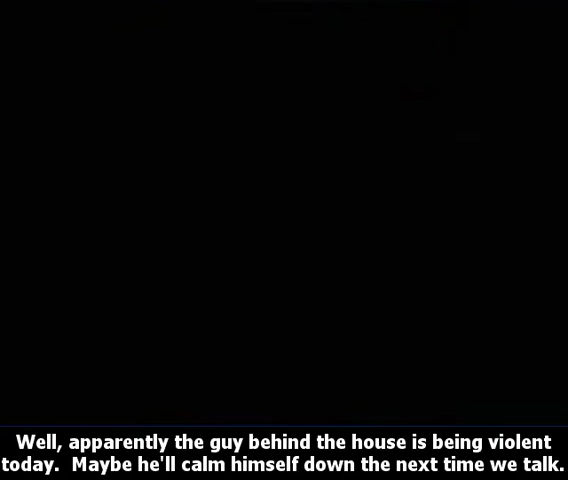 Well, apparently the guy behind the house is being violent
today.  Maybe he'll calm himself down the next time we talk.